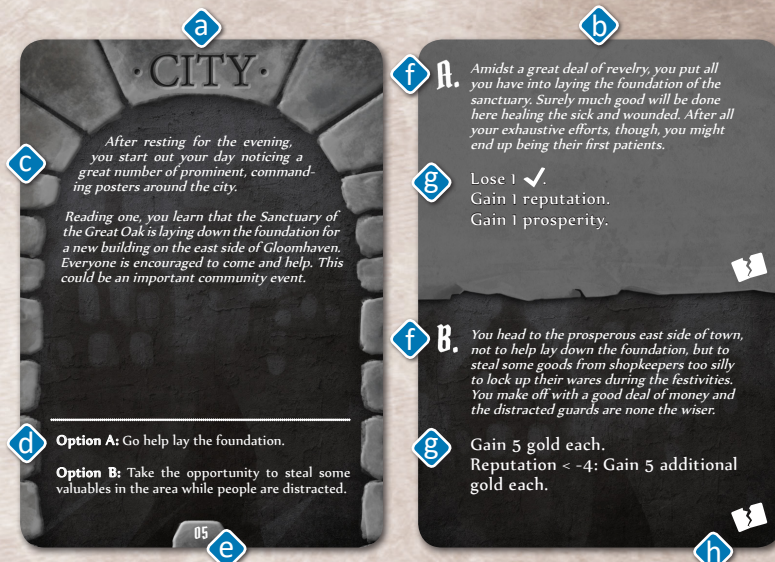 a
b
·CITY·
f
A.
Amidst a great deal of revelry, you put all
you have into laying the foundation of the
sanctuary. Surely much good will be done
here healing the sick and wounded. After all
your exhaustive efforts, though, you might
end up being their first patients.
c
After resting for the evening,
you start out your day noticing a
great number of prominent, command-
ing posters around the city.
Reading one, you learn that the Sanctuary of
the Great Oak is laying down the foundation for
a new building on the east side of Gloomhaven.
Everyone is encouraged to come and help. This
could be an important community event.
g
Lose 1 ✓.
Gain 1 reputation.
Gain 1 prosperity.
f
B.
You head to the prosperous east side of town,
not to help lay down the foundation, but to
steal some goods from shopkeepers too silly
to lock up their wares during the festivities.
You make off with a good deal of money and
the distracted guards are none the wiser.
d
Option A: Go help lay the foundation.
Option B: Take the opportunity to steal some
valuables in the area while people are distracted.
g
Gain 5 gold each.
Reputation < -4: Gain 5 additional
gold each.
05
e
h